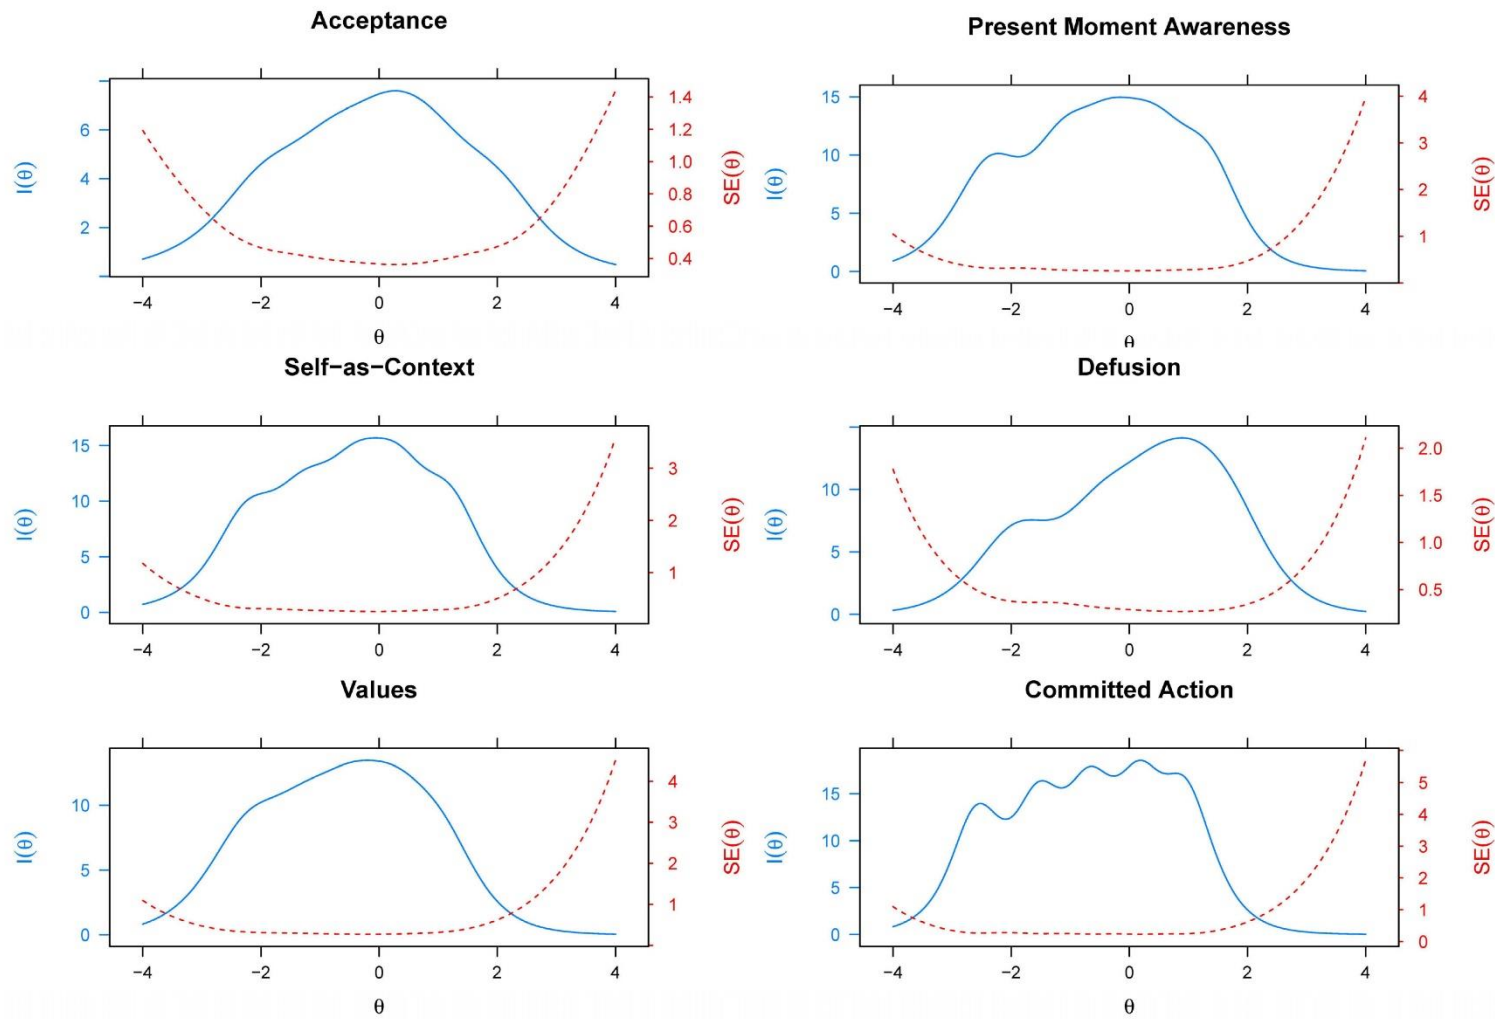 Acceptance
I(θ)
2
4
6
SE(θ)
0.4
0.6
0.8
1.0
1.2
1.4
−4 −2 0 2 4
θ
Present Moment Awareness
I(θ)
0
5
10
15
SE(θ)
1
2
3
4
−4 −2 0 2 4
θ
Self−as−Context
I(θ)
0
5
10
15
SE(θ)
1
2
3
−4 −2 0 2 4
Defusion
I(θ)
0
5
10
SE(θ)
0.5
1.0
1.5
2.0
−4 −2 0 2 4
Values
I(θ)
0
5
10
SE(θ)
1
2
3
4
−4 −2 0 2 4
θ
Committed Action
I(θ)
0
5
10
15
SE(θ)
0
1
2
3
4
5
−4 −2 0 2 4
θ